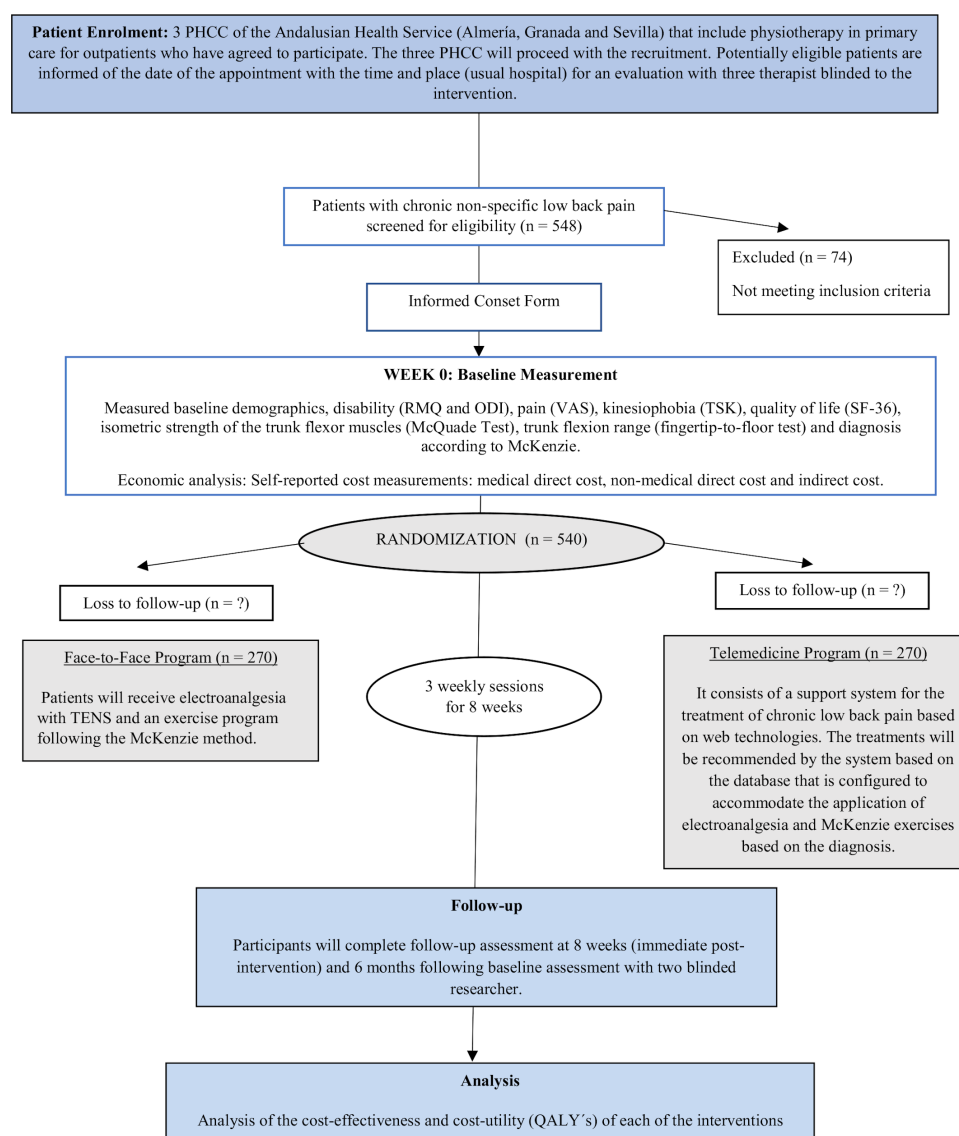 Patient Enrolment: 3 PHCC of the Andalusian Health Service (Almería, Granada and Sevilla) that include physiotherapy in primary
care for outpatients who have agreed to participate. The three PHCC will proceed with the recruitment. Potentially eligible patients are
informed of the date of the appointment with the time and place (usual hospital) for an evaluation with three therapist blinded to the
intervention.
Patients with chronic non-specific low back pain
screened for eligibility (n = 548)
Excluded (n = 74)
Not meeting inclusion criteria
Informed Conset Form
WEEK 0: Baseline Measurement
Measured baseline demographics, disability (RMQ and ODI), pain (VAS), kinesiophobia (TSK), quality of life (SF-36),
isometric strength of the trunk flexor muscles (McQuade Test), trunk flexion range (fingertip-to-floor test) and diagnosis
according to McKenzie.
Economic analysis: Self-reported cost measurements: medical direct cost, non-medical direct cost and indirect cost.
RANDOMIZATION (n = 540)
Loss to follow-up (n = ?)
Loss to follow-up (n = ?)
Face-to-Face Program (n = 270)
Patients will receive electroanalgesia
with TENS and an exercise program
following the McKenzie method.
3 weekly sessions
for 8 weeks
Telemedicine Program (n = 270)
It consists of a support system for the
treatment of chronic low back pain based
on web technologies. The treatments will
be recommended by the system based on
the database that is configured to
accommodate the application of
electroanalgesia and McKenzie exercises
based on the diagnosis.
Follow-up
Participants will complete follow-up assessment at 8 weeks (immediate post-
intervention) and 6 months following baseline assessment with two blinded
researcher.
Analysis
Analysis of the cost-effectiveness and cost-utility (QALY´s) of each of the interventions